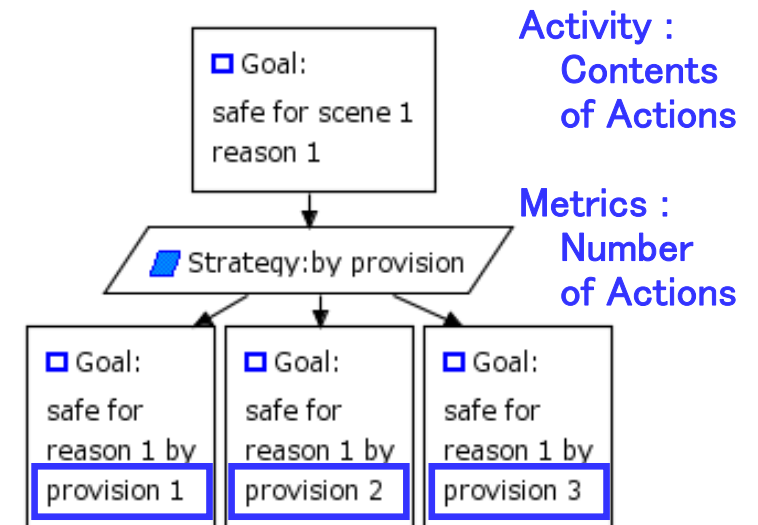 Activity :
Contents
of Actions
Goal:
safe for scene 1
reason 1
Metrics :
Number
of Actions
Strateqy:by provision
Goal:
safe for
reason 1 by
provision 1
Goal:
safe for
reason 1 by
provision 2
Goal:
safe for
reason 1 by
provision 3